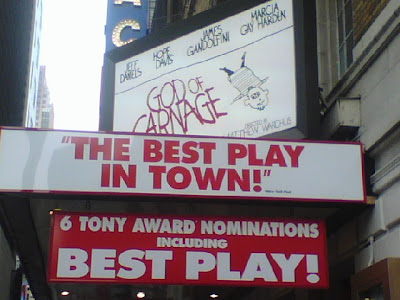 AC
JEFF DANIELS
HOPE DAVIS
JAMES GANDOLFINI
MARCIA GAY HARDEN
GOD OF
CARNAGE
DIRECTED BY
MATTHEW WARCHUS
"THE BEST PLAY
IN TOWN!"
6 TONY AWARD NOMINATIONS
INCLUDING
BEST PLAY!